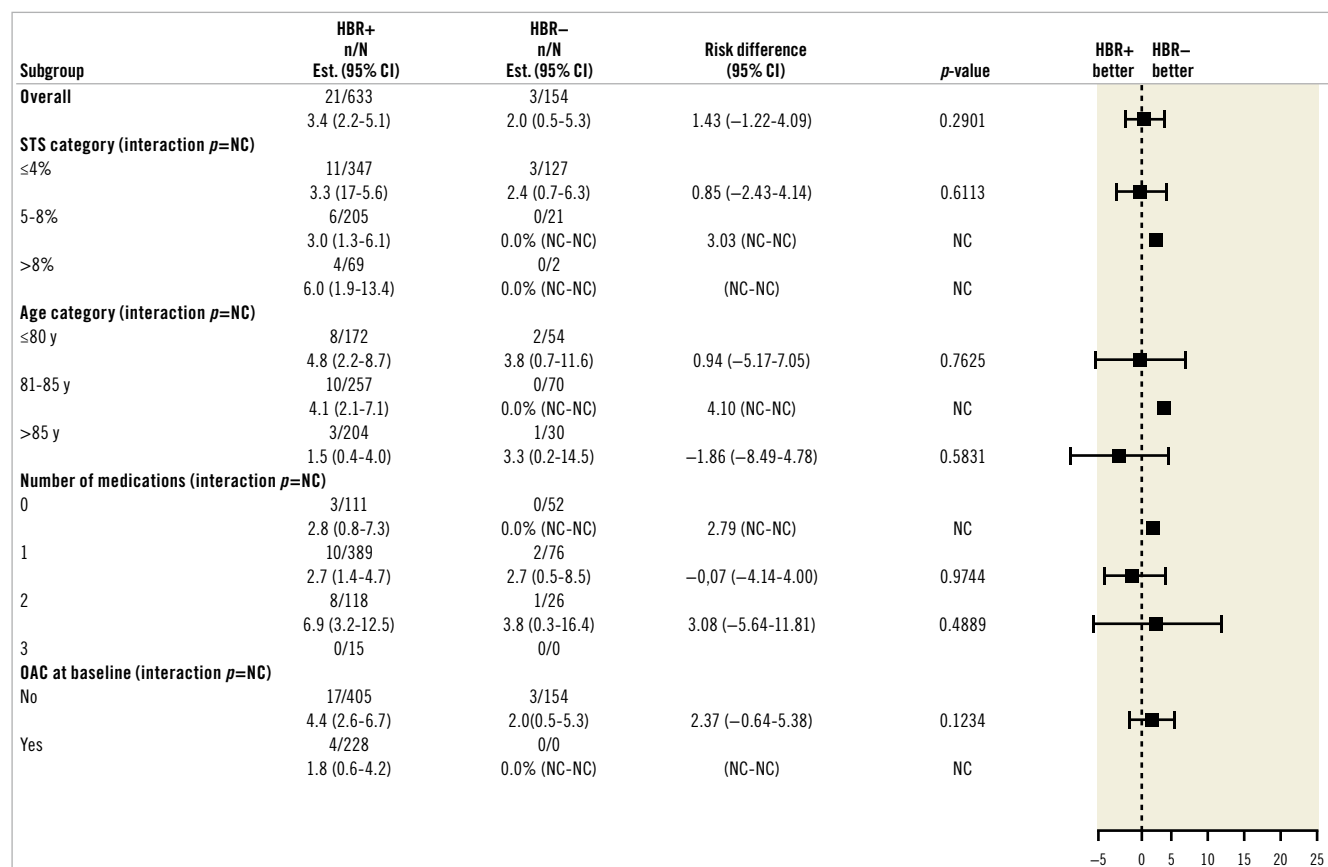 HBR+ HBR–
n/N n/N Risk difference HBR+ HBR–
Subgroup Est. (95% CI) Est. (95% CI) (95% CI) p-value better better
Overall 21/633 3/154
3.4 (2.2-5.1) 2.0 (0.5-5.3) 1.43 (–1.22-4.09) 0.2901
STS category (interaction p=NC)
≤4% 11/347 3/127
3.3 (17-5.6) 2.4 (0.7-6.3) 0.85 (–2.43-4.14) 0.6113
5-8% 6/205 0/21
3.0 (1.3-6.1) 0.0% (NC-NC) 3.03 (NC-NC) NC
>8% 4/69 0/2
6.0 (1.9-13.4) 0.0% (NC-NC) (NC-NC) NC
Age category (interaction p=NC)
≤80 y 8/172 2/54
4.8 (2.2-8.7) 3.8 (0.7-11.6) 0.94 (–5.17-7.05) 0.7625
81-85 y 10/257 0/70
4.1 (2.1-7.1) 0.0% (NC-NC) 4.10 (NC-NC) NC
>85 y 3/204 1/30
1.5 (0.4-4.0) 3.3 (0.2-14.5) –1.86 (–8.49-4.78) 0.5831
Number of medications (interaction p=NC)
0 3/111 0/52
2.8 (0.8-7.3) 0.0% (NC-NC) 2.79 (NC-NC) NC
1 10/389 2/76
2.7 (1.4-4.7) 2.7 (0.5-8.5) –0,07 (–4.14-4.00) 0.9744
2 8/118 1/26
6.9 (3.2-12.5) 3.8 (0.3-16.4) 3.08 (–5.64-11.81) 0.4889
3 0/15 0/0
OAC at baseline (interaction p=NC)
No 17/405 3/154
4.4 (2.6-6.7) 2.0(0.5-5.3) 2.37 (–0.64-5.38) 0.1234
Yes 4/228 0/0
1.8 (0.6-4.2) 0.0% (NC-NC) (NC-NC) NC
–5 0 5 10 15 20 25